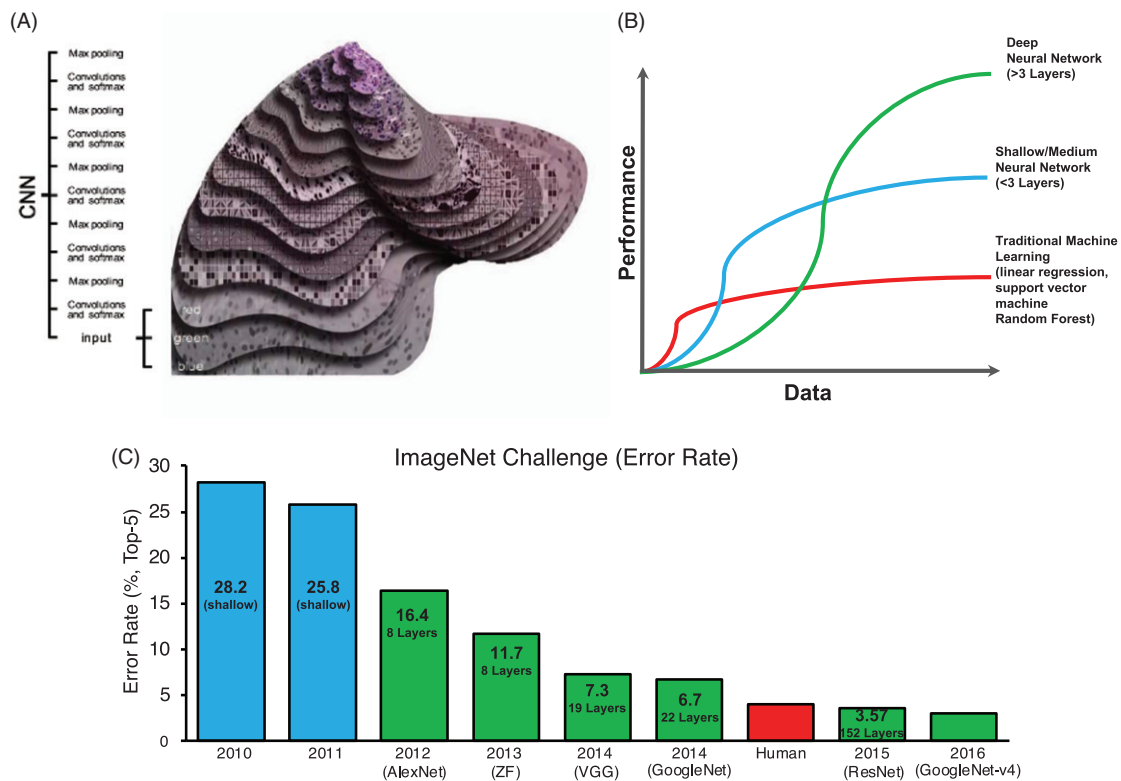 (A)
CNN
Max pooling
Convolutions
and softmax
Max pooling
Convolutions
and softmax
Max pooling
Convolutions
and softmax
Max pooling
Convolutions
and softmax
Max pooling
Convolutions
and softmax
input
red
green
blue
(B)
Performance
Data
Deep
Neural Network
(>3 Layers)
Shallow/Medium
Neural Network
(<3 Layers)
Traditional Machine
Learning
(linear regression,
support vector
machine
Random Forest)
(C)
ImageNet Challenge (Error Rate)
Error Rate (%, Top-5)
30
25
20
15
10
5
0
28.2
(shallow)
25.8
(shallow)
16.4
8 Layers
11.7
8 Layers
7.3
19 Layers
6.7
22 Layers
3.57
152 Layers
2010
2011
2012
(AlexNet)
2013
(ZF)
2014
(VGG)
2014
(GoogleNet)
Human
2015
(ResNet)
2016
(GoogleNet-v4)